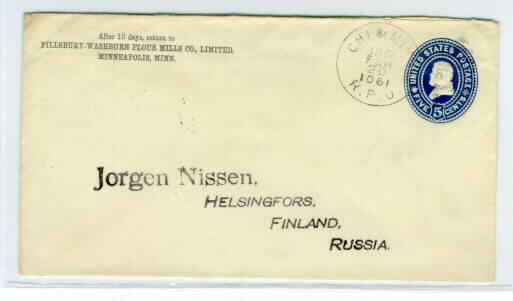 After 10 days, return to
PILLSBURY-WASHBURN FLOUR MILLS CO., LIMITED,
MINNEAPOLIS, MINN.
UNITED STATES POSTAGE
5
FIVE CENTS
R.P.O
Jorgen Nissen,
HELSINGFORS,
FINLAND,
RUSSIA.